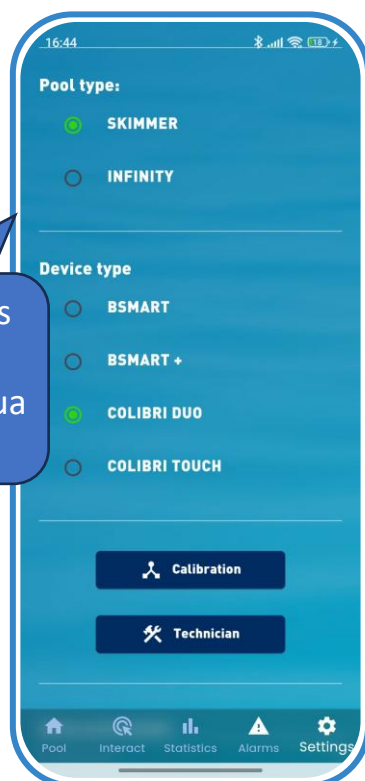 16:44
18
Pool type:
SKIMMER
INFINITY
Device type
BSMART
BSMART +
COLIBRI DUO
COLIBRI TOUCH
Calibration
Technician
Pool Interact Statistics Alarms Settings